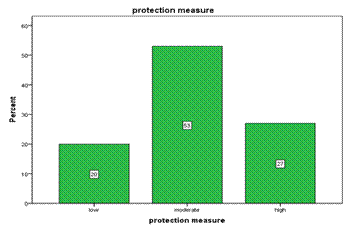 protection measure
60
50
40
30
20
10
0
Percent
20
53
27
low
moderate
high
protection measure